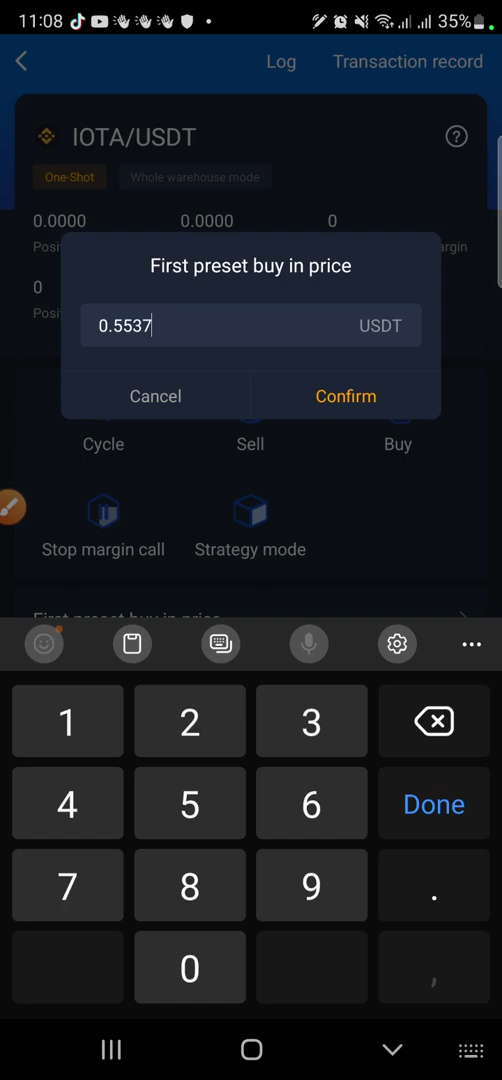 11:08 35%
Log Transaction record
IOTA/USDT
One-Shot Whole warehouse mode
0.0000 0.0000 0
First preset buy in price
0
0.5537 USDT
Cancel Confirm
Cycle Sell Buy
Stop margin call Strategy mode
First preset buy in price
1 2 3
4 5 6 Done
7 8 9 .
0 ,